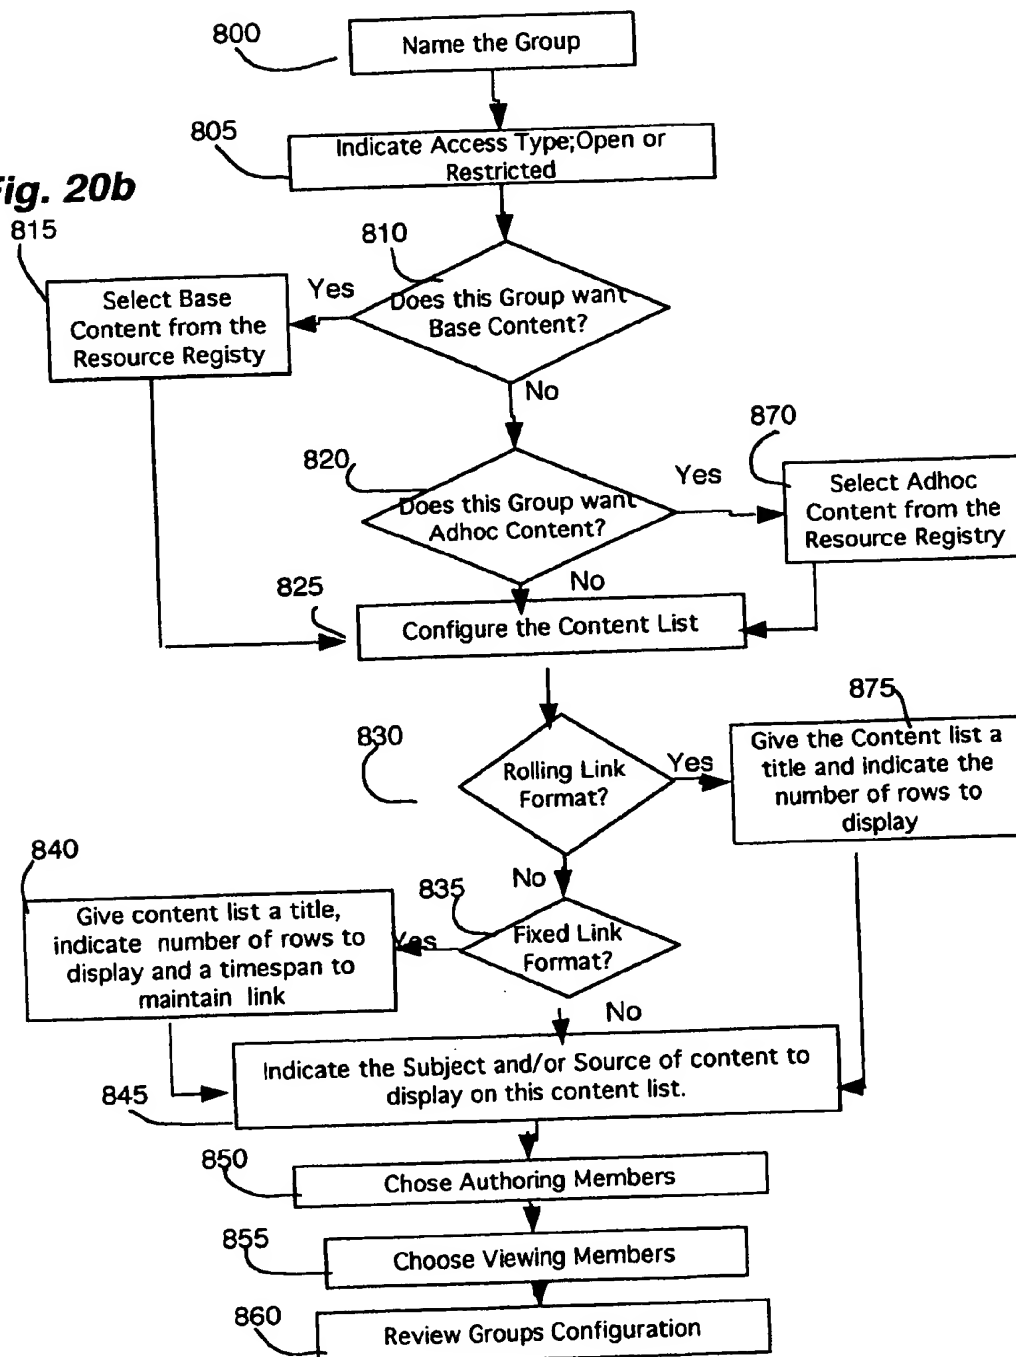 800
Name the Group
805
Indicate Access Type;Open or
Restricted
Fig. 20b
815
810
Select Base
Content from the
Resource Registy
Yes
Does this Group want
Base Content?
No
870
820
Does this Group want
Adhoc Content?
Yes
Select Adhoc
Content from the
Resource Registry
No
825
Configure the Content List
875
830
Rolling Link
Format?
Yes
Give the Content list a
title and indicate the
number of rows to
display
840
No
835
Give content list a title,
indicate number of rows to
display and a timespan to
maintain link
Yes
Fixed Link
Format?
No
Indicate the Subject and/or Source of content to
display on this content list.
845
850
Chose Authoring Members
855
Choose Viewing Members
860
Review Groups Configuration